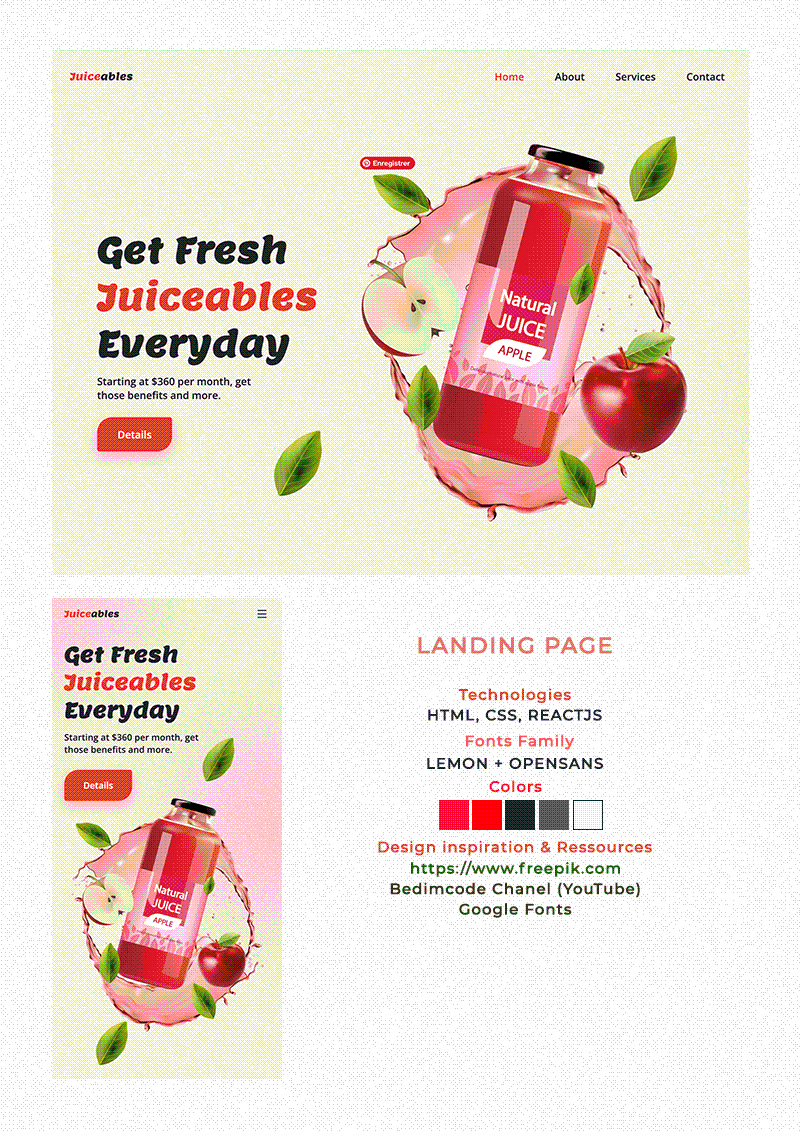 Juiceables
Home About Services Contact
Enregistrer
Get Fresh
Juiceables
Everyday
Starting at $360 per month, get
those benefits and more.
Details
Natural
JUICE
APPLE
Juiceables
Get Fresh
Juiceables
Everyday
Starting at $360 per month, get
those benefits and more.
Details
Natural
JUICE
APPLE
LANDING PAGE
Technologies
HTML, CSS, REACTJS
Fonts Family
LEMON + OPENSANS
Colors
Design inspiration & Ressources
https://www.freepik.com
Bedimcode Chanel (YouTube)
Google Fonts